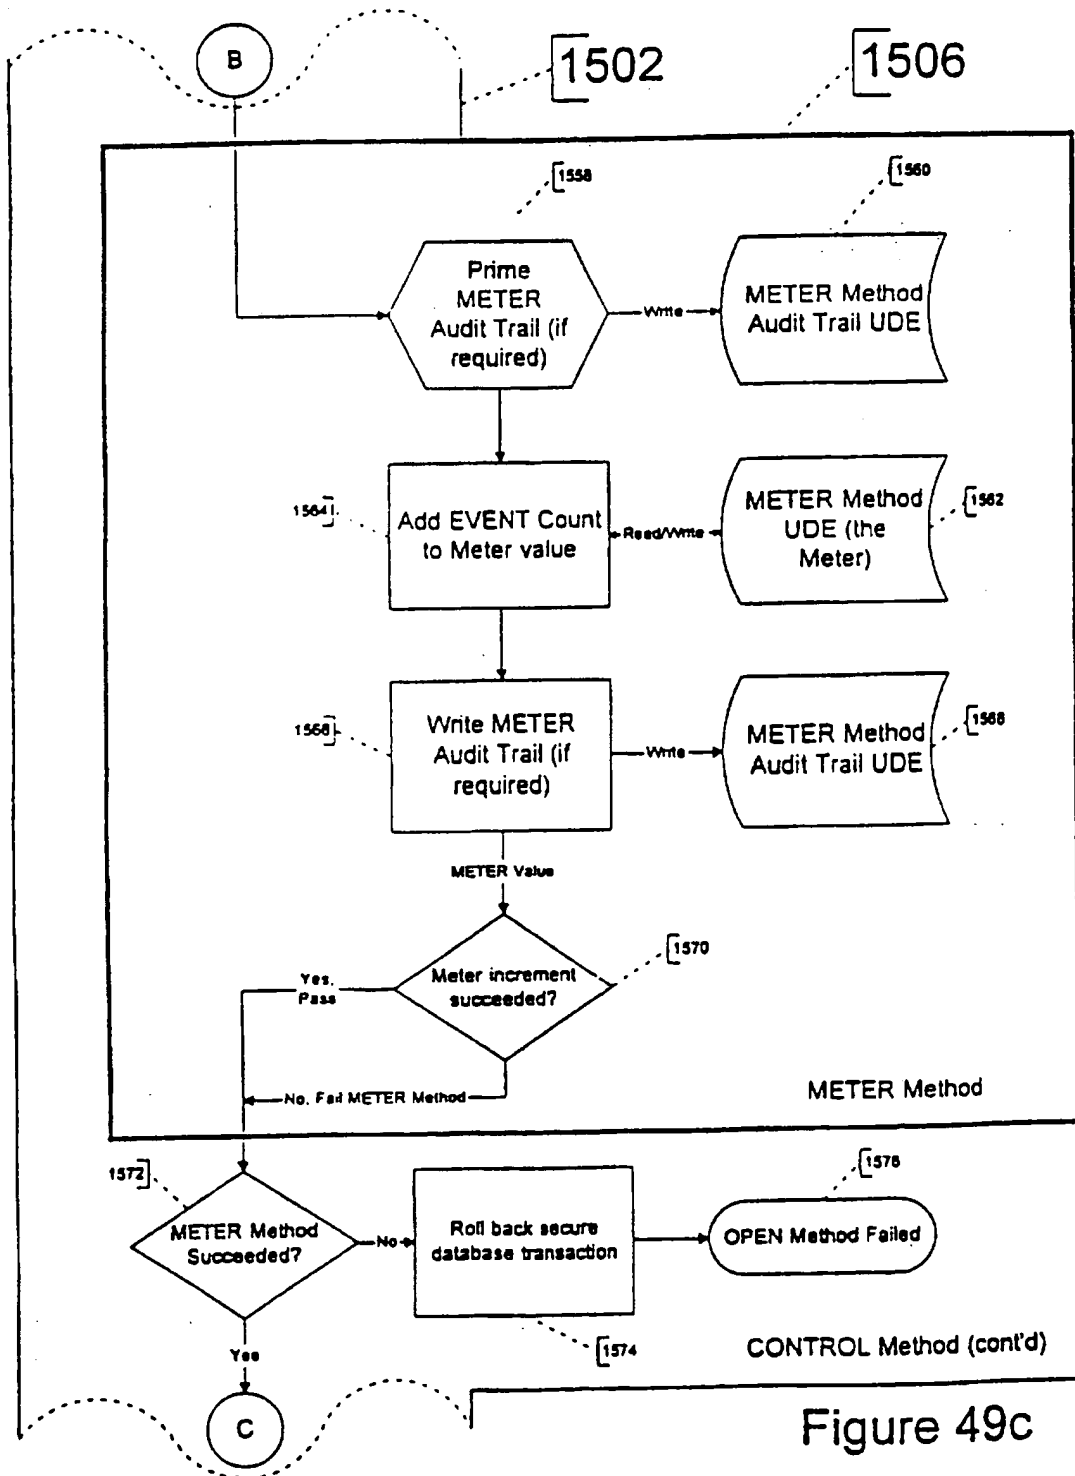 B
1502
1506
1558
1560
Prime
METER
Audit Trail (if
required)
Write
METER Method
Audit Trail UDE
1564
Add EVENT Count
to Meter value
Read/Write
METER Method
UDE (the
Meter)
1562
1566
Write METER
Audit Trail (if
required)
Write
METER Method
Audit Trail UDE
1568
METER Value
Meter increment
succeeded?
1570
Yes,
Pass
No, Fail METER Method
METER Method
1572
METER Method
Succeeded?
No
Roll back secure
database transaction
1576
OPEN Method Failed
1574
Yes
CONTROL Method (cont'd)
C
Figure 49c